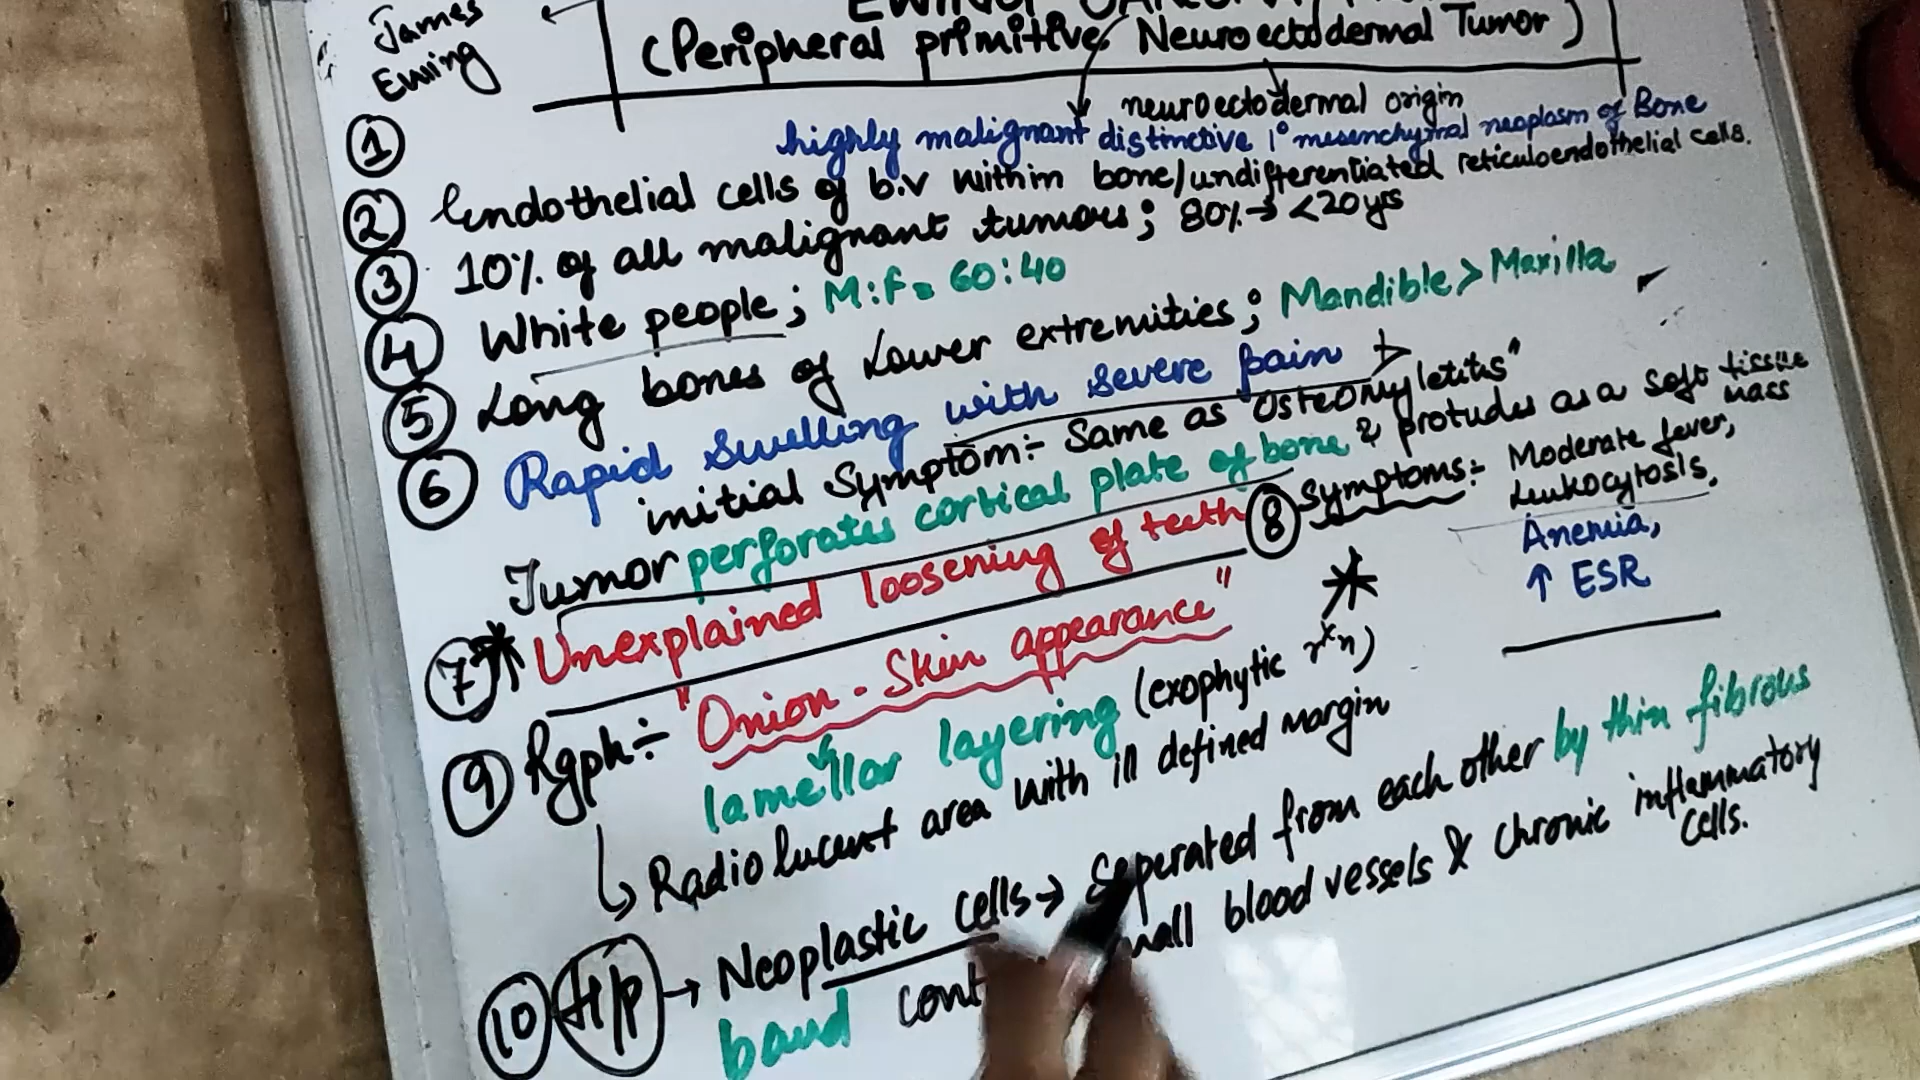 James
Ewing
(Peripheral primitive Neuroectodermal Tumor)
neuroectodermal origin
① highly malignant distinctive 1° mesenchymal neoplasm of Bone
② Endothelial cells of b.v within bone/undifferentiated reticuloendothelial cells.
③ 10% of all malignant tumors; 80% → <20yrs
④ White people; M:F = 60:40
⑤ Long bones of Lower extremities; Mandible > Maxilla
⑥ Rapid swelling with severe pain →
initial Symptom:- Same as "Osteomyletitis"
Tumor perforates cortical plate of bone & protudes as a soft tissue mass
⑦ * Unexplained loosening of teeth
⑧ Symptoms:- Moderate fever,
Leukocytosis,
Anemia,
↑ ESR
⑨ Rgph:- "Onion-Skin appearance" *
lamellar layering (exophytic rxn)
↳ Radiolucent area with ill defined margin
⑩ H/P → Neoplastic cells → Seperated from each other by thin fibrous
band blood vessels & chronic inflammatory
cells.